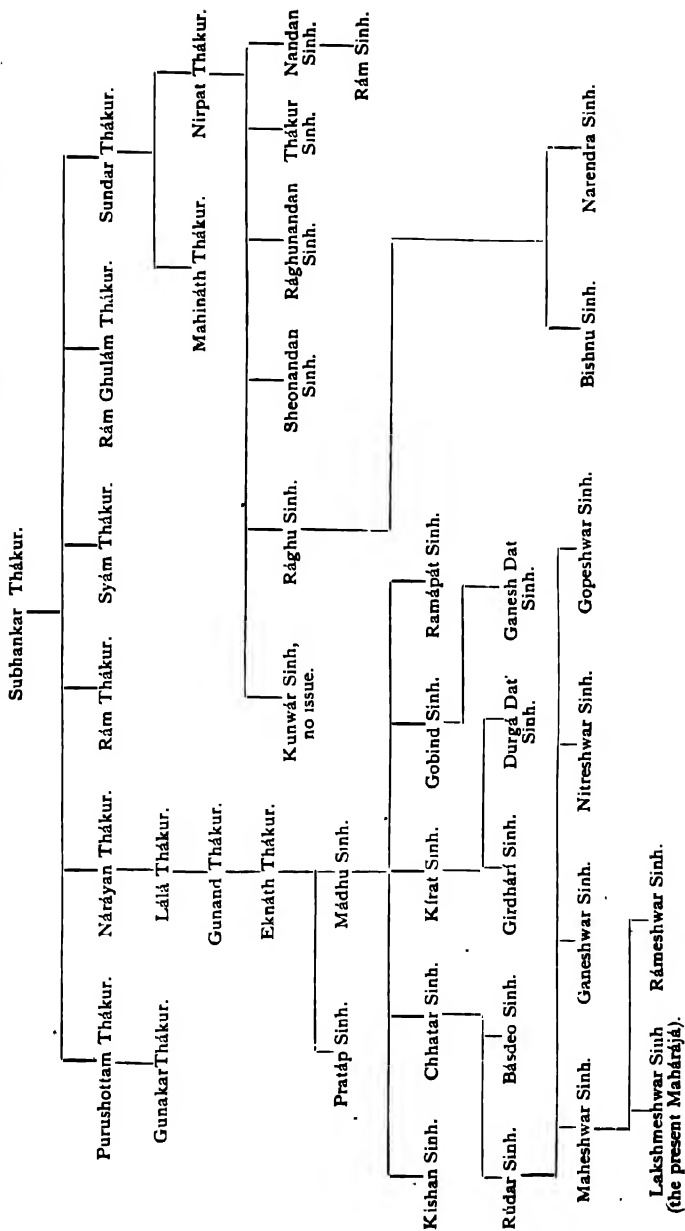 Subhankar Thákur.
Purushottam Thákur. Náráyan Thákur. Rám Thákur. Syám Thákur. Rám Ghulám Thákur. Sundar Thákur.
GunakarThákur. Lálá Thákur. Mahináth Thákur. Nirpat Thákur.
Gunand Thákur.
Eknáth Thákur.
Kunwár Sinh,
no issue.
Rághu Sinh.
Sheonandan
Sinh.
Rághunandan
Sinh.
Thákur
Sinh.
Nandan
Sinh.
Rám Sinh.
Pratáp Sinh. Mádhu Sinh.
Kishan Sinh. Chhatar Sinh. Kírat Sinh. Gobind Sinh. Ramápát Sinh.
Bishnu Sinh. Narendra Sinh.
Rúdar Sinh. Básdeo Sinh. Girdhárí Sinh.
Durgá Dat
Sinh.
Ganesh Dat
Sinh.
Maheshwar Sinh. Ganeshwar Sinh. Nitreshwar Sinh. Gopeshwar Sinh.
Lakshmeshwar Sinh Rámeshwar Sinh.
(the present Mahárájá).